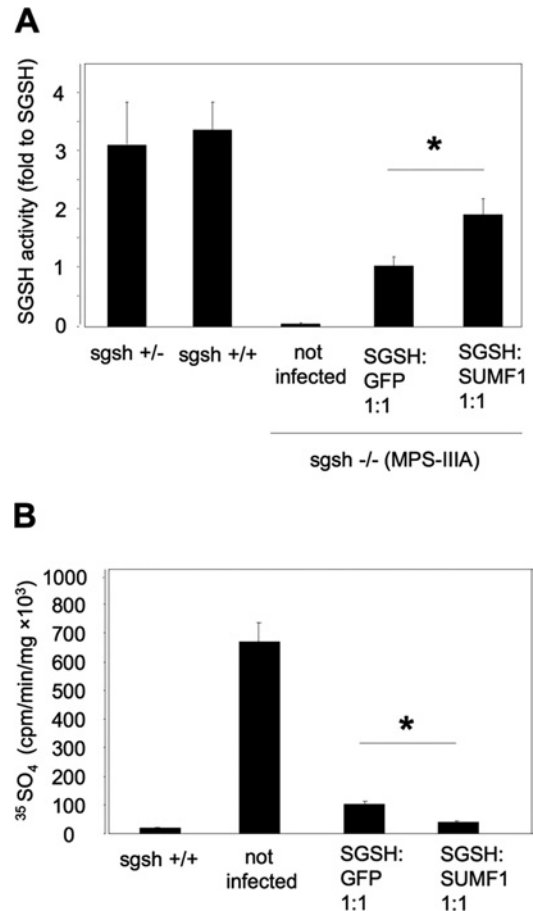 A
SGSH activity (fold to SGSH)
4
3
2
1
0
*
sgsh +/-
sgsh +/+
not
infected
SGSH:
GFP
1:1
SGSH:
SUMF1
1:1
sgsh -/- (MPS-IIIA)
B
³⁵SO₄ (cpm/min/mg ×10³)
1000
800
700
600
500
400
300
200
100
0
*
sgsh +/+
not
infected
SGSH:
GFP
1:1
SGSH:
SUMF1
1:1